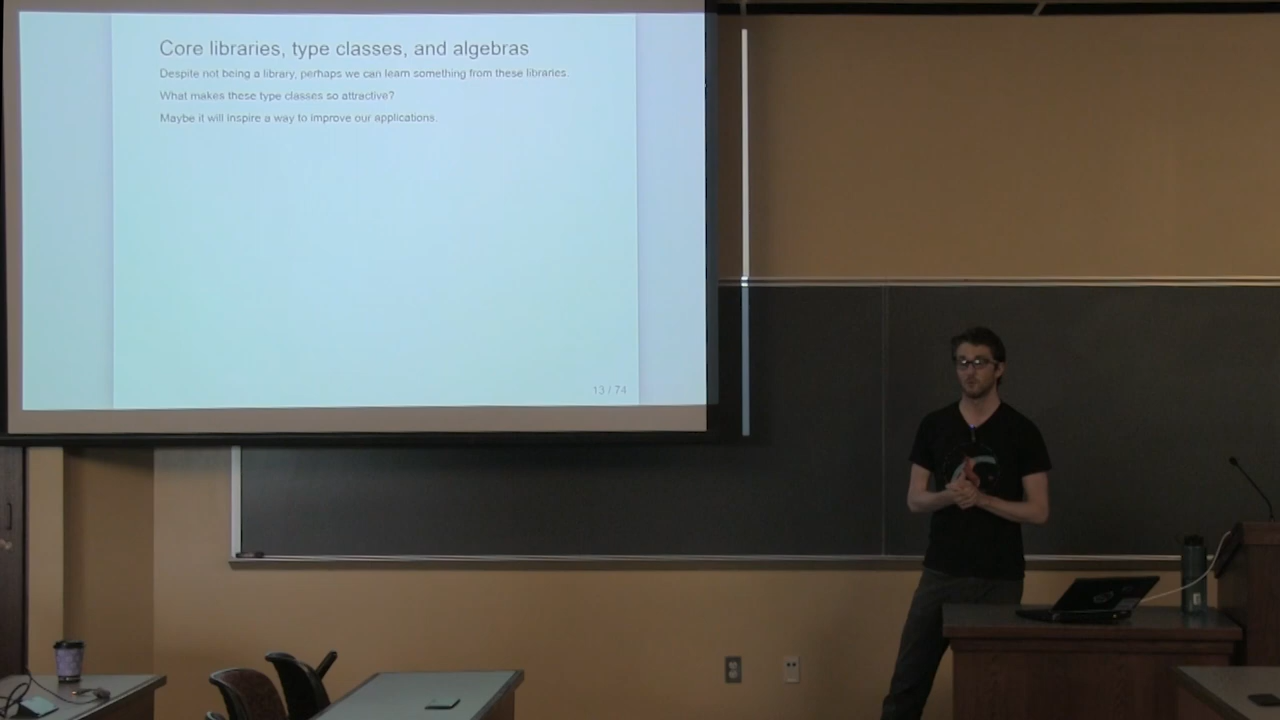 Core libraries, type classes, and algebras
Despite not being a library, perhaps we can learn something from these libraries.
What makes these type classes so attractive?
Maybe it will inspire a way to improve our applications.
13 / 74